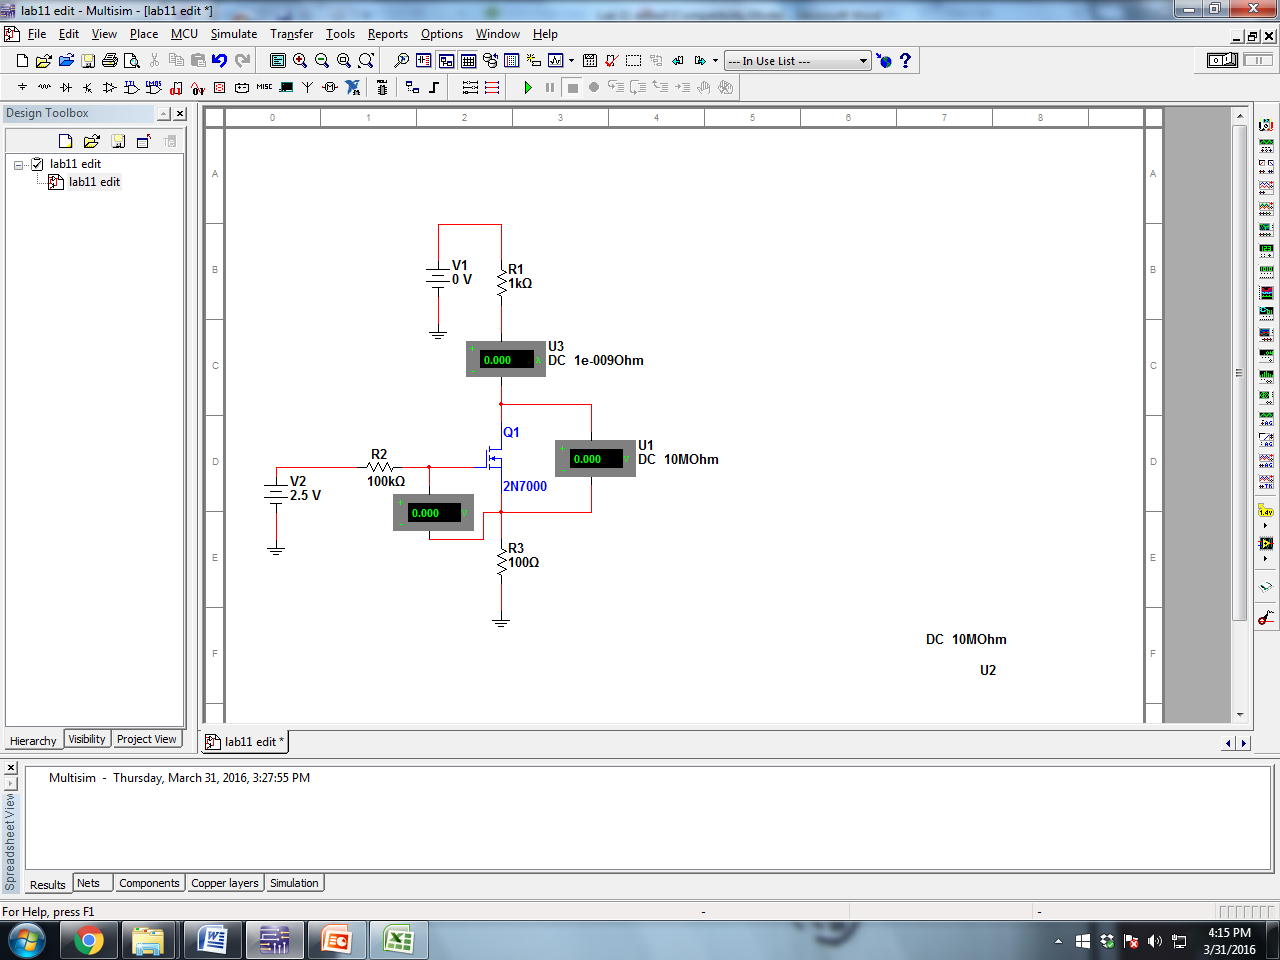 lab11 edit - Multisim - [lab11 edit *]
File Edit View Place MCU Simulate Transfer Tools Reports Options Window Help
--- In Use List ---
MISC
Design Toolbox
lab11 edit
lab11 edit
Hierarchy Visibility Project View
0 1 2 3 4 5 6 7 8
A A
B B
C C
D D
E E
F F
V1
0 V
R1
1kΩ
U3
DC 1e-009Ohm
0.000 A
Q1
2N7000
U1
DC 10MOhm
0.000 V
R2
100kΩ
V2
2.5 V
0.000 V
R3
100Ω
DC 10MOhm
U2
lab11 edit *
Spreadsheet View
Multisim - Thursday, March 31, 2016, 3:27:55 PM
Results Nets Components Copper layers Simulation
For Help, press F1
- -
4:15 PM
3/31/2016